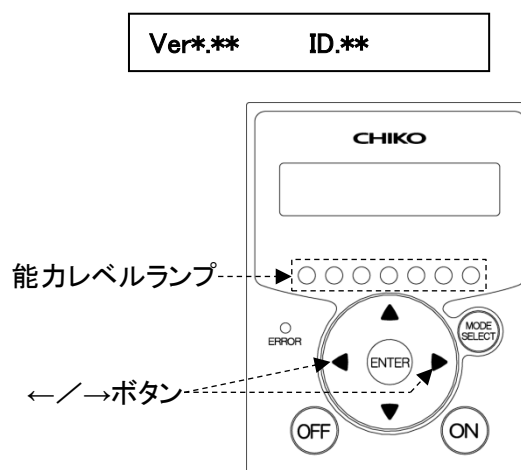 Ver*.** ID.**
CHIKO
能力レベルランプ
ERROR
MODE
SELECT
ENTER
←／→ボタン
OFF
ON